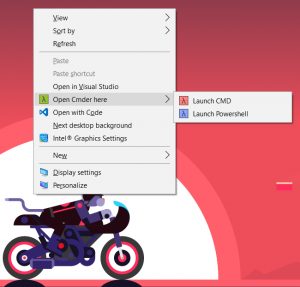 View
Sort by
Refresh
Paste
Paste shortcut
Open in Visual Studio
Open Cmder here
Open with Code
Next desktop background
Intel® Graphics Settings
New
Display settings
Personalize
Launch CMD
Launch Powershell